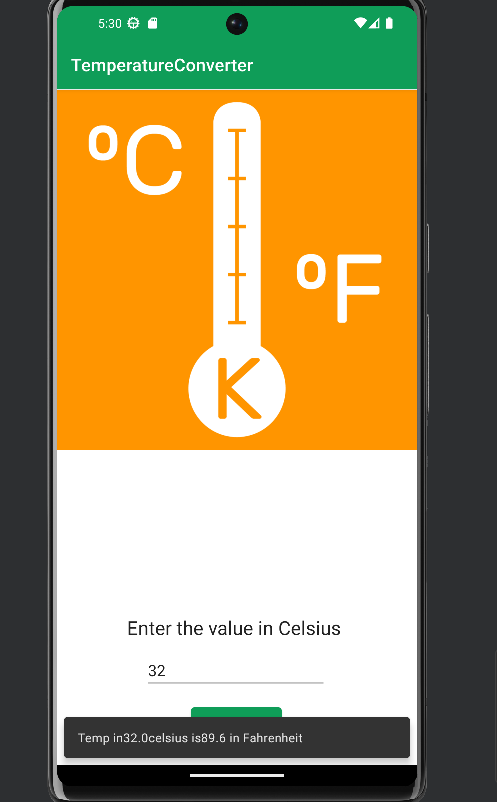 5:30
TemperatureConverter
ºC
ºF
K
Enter the value in Celsius
32
Temp in32.0celsius is89.6 in Fahrenheit